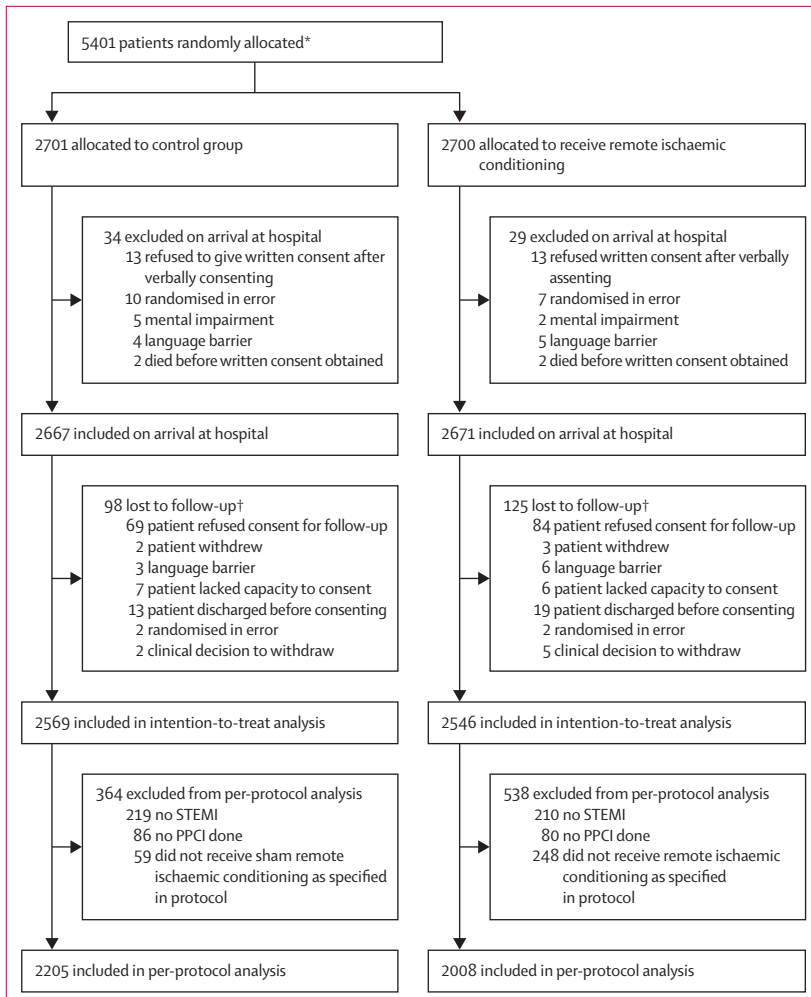 5401 patients randomly allocated*
2701 allocated to control group
2700 allocated to receive remote ischaemic
conditioning
34 excluded on arrival at hospital
13 refused to give written consent after
verbally consenting
10 randomised in error
5 mental impairment
4 language barrier
2 died before written consent obtained
29 excluded on arrival at hospital
13 refused written consent after verbally
assenting
7 randomised in error
2 mental impairment
5 language barrier
2 died before written consent obtained
2667 included on arrival at hospital
2671 included on arrival at hospital
98 lost to follow-up†
69 patient refused consent for follow-up
2 patient withdrew
3 language barrier
7 patient lacked capacity to consent
13 patient discharged before consenting
2 randomised in error
2 clinical decision to withdraw
125 lost to follow-up†
84 patient refused consent for follow-up
3 patient withdrew
6 language barrier
6 patient lacked capacity to consent
19 patient discharged before consenting
2 randomised in error
5 clinical decision to withdraw
2569 included in intention-to-treat analysis
2546 included in intention-to-treat analysis
364 excluded from per-protocol analysis
219 no STEMI
86 no PPCI done
59 did not receive sham remote
ischaemic conditioning as specified
in protocol
538 excluded from per-protocol analysis
210 no STEMI
80 no PPCI done
248 did not receive remote ischaemic
conditioning as specified
in protocol
2205 included in per-protocol analysis
2008 included in per-protocol analysis